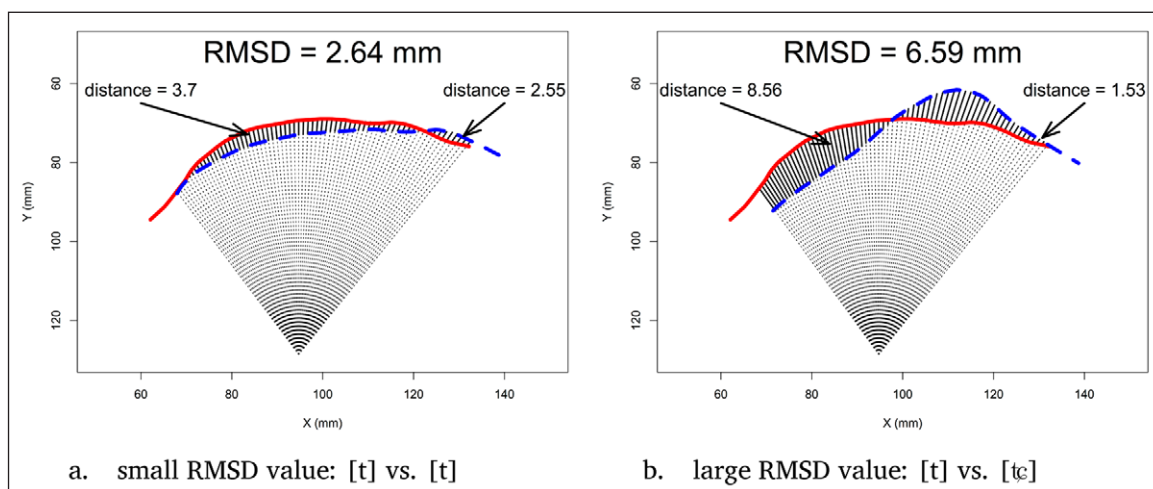 RMSD = 2.64 mm
distance = 3.7
2.55
60
80
100
120
Y (mm)
60
80
100
120
140
X (mm)
a. small RMSD value: [t] vs. [t]
RMSD = 6.59 mm
distance = 8.56
distance = 1.53
60
80
100
120
Y (mm)
60
80
100
120
140
X (mm)
b. large RMSD value: [t] vs. [t͡ɕ]